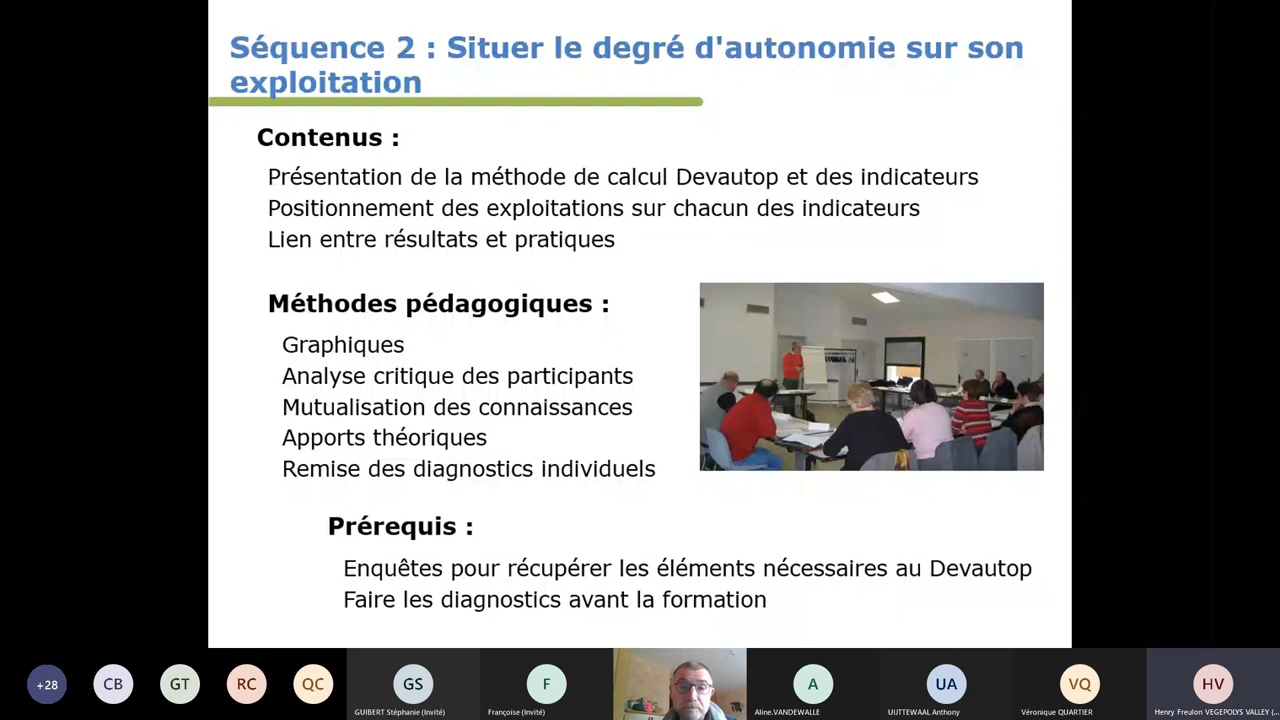 Séquence 2 : Situer le degré d'autonomie sur son
exploitation
Contenus :
Présentation de la méthode de calcul Devautop et des indicateurs
Positionnement des exploitations sur chacun des indicateurs
Lien entre résultats et pratiques
Méthodes pédagogiques :
Graphiques
Analyse critique des participants
Mutualisation des connaissances
Apports théoriques
Remise des diagnostics individuels
Prérequis :
Enquêtes pour récupérer les éléments nécessaires au Devautop
Faire les diagnostics avant la formation
+28
CB
GT
RC
QC
GS
F
A
UA
VQ
HV
GUIBERT Stéphanie (Invité)
Françoise (Invité)
Aline.VANDEWALLE
UIJTTEWAAL Anthony
Véronique QUARTIER
Henry Freulon VEGEPOLYS VALLEY (...